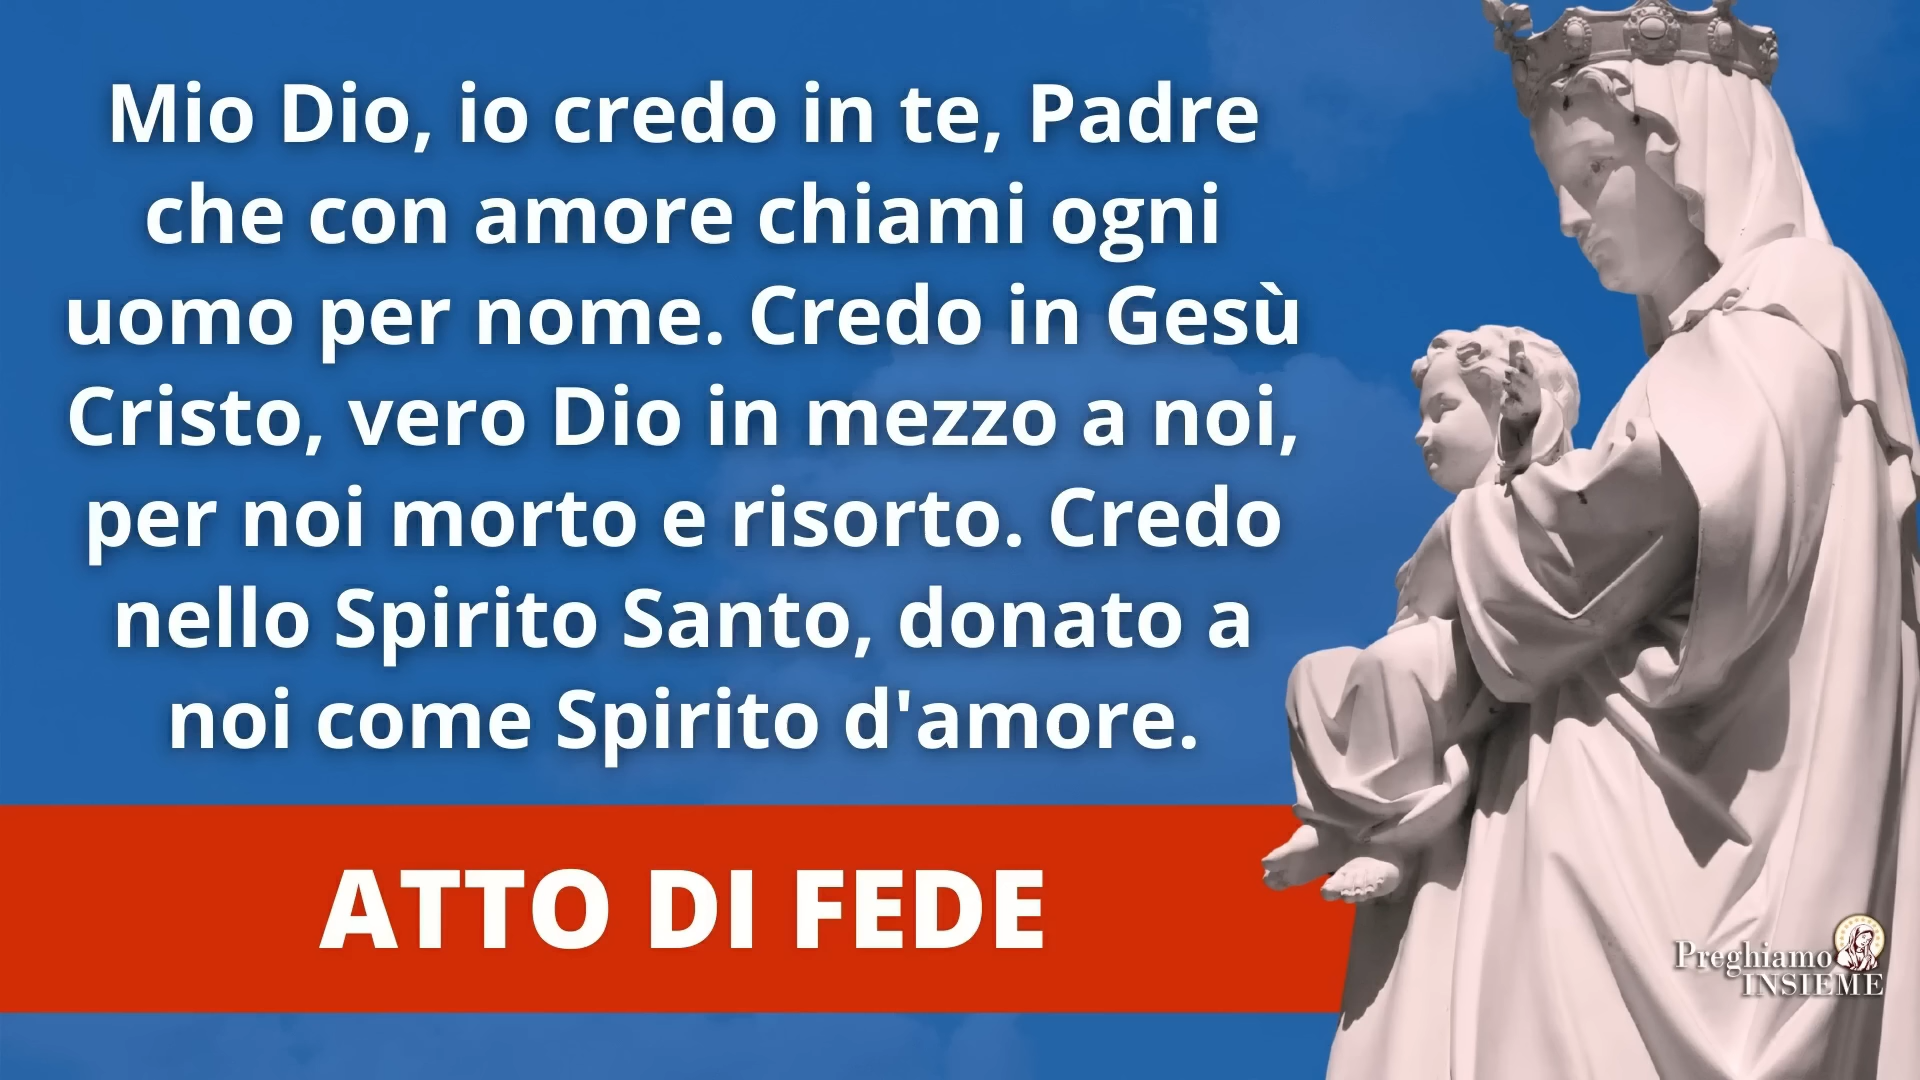 Mio Dio, io credo in te, Padre
che con amore chiami ogni
uomo per nome. Credo in Gesù
Cristo, vero Dio in mezzo a noi,
per noi morto e risorto. Credo
nello Spirito Santo, donato a
noi come Spirito d'amore.
ATTO DI FEDE
Preghiamo
INSIEME